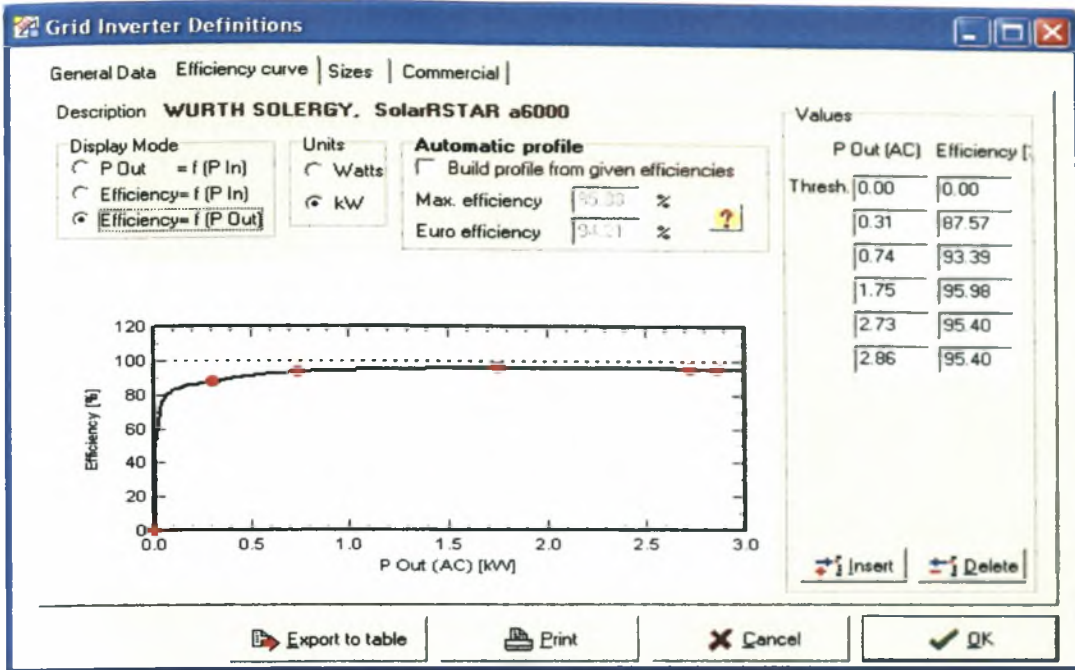 Grid Inverter Definitions
General Data Efficiency curve Sizes Commercial
Description WURTH SOLERGY, SolarRSTAR a6000
Display Mode
P Out = f (P In)
Efficiency= f (P In)
Efficiency= f (P Out)
Units
Watts
kW
Automatic profile
Build profile from given efficiencies
Max. efficiency %
Euro efficiency 94.21 %
?
Values
P Out (AC) Efficiency [
Thresh. 0.00 0.00
0.31 87.57
0.74 93.39
1.75 95.98
2.73 95.40
2.86 95.40
Insert Delete
120
100
80
60
40
20
0
Efficiency [%]
0.0 0.5 1.0 1.5 2.0 2.5 3.0
P Out (AC) [kW]
Export to table Print Cancel OK